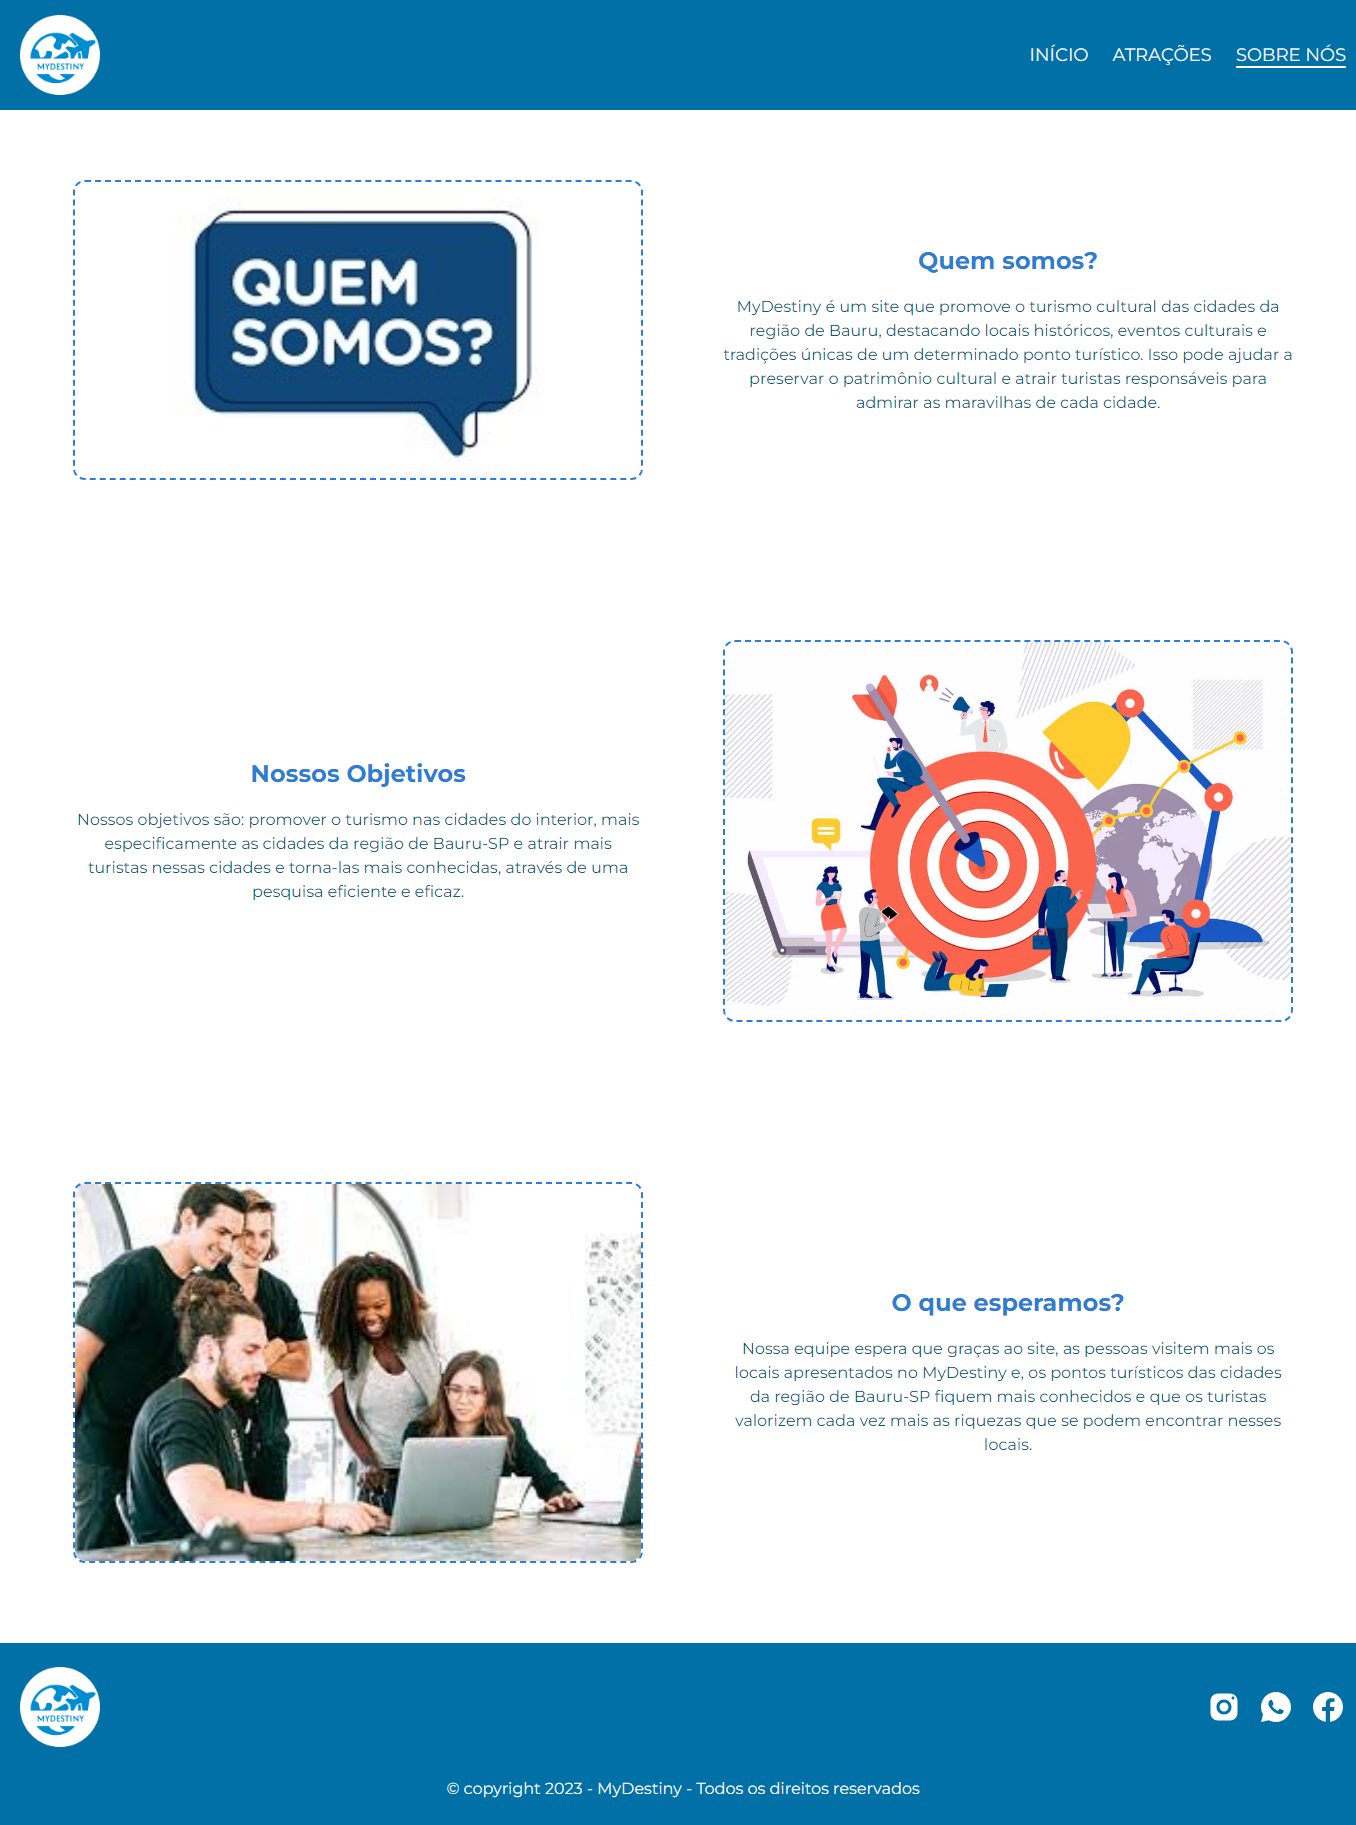 MYDESTINY
INÍCIO ATRAÇÕES SOBRE NÓS
QUEM
SOMOS?
Quem somos?
MyDestiny é um site que promove o turismo cultural das cidades da
região de Bauru, destacando locais históricos, eventos culturais e
tradições únicas de um determinado ponto turístico. Isso pode ajudar a
preservar o patrimônio cultural e atrair turistas responsáveis para
admirar as maravilhas de cada cidade.
Nossos Objetivos
Nossos objetivos são: promover o turismo nas cidades do interior, mais
especificamente as cidades da região de Bauru-SP e atrair mais
turistas nessas cidades e torna-las mais conhecidas, através de uma
pesquisa eficiente e eficaz.
O que esperamos?
Nossa equipe espera que graças ao site, as pessoas visitem mais os
locais apresentados no MyDestiny e, os pontos turísticos das cidades
da região de Bauru-SP fiquem mais conhecidos e que os turistas
valorizem cada vez mais as riquezas que se podem encontrar nesses
locais.
MYDESTINY
© copyright 2023 - MyDestiny - Todos os direitos reservados